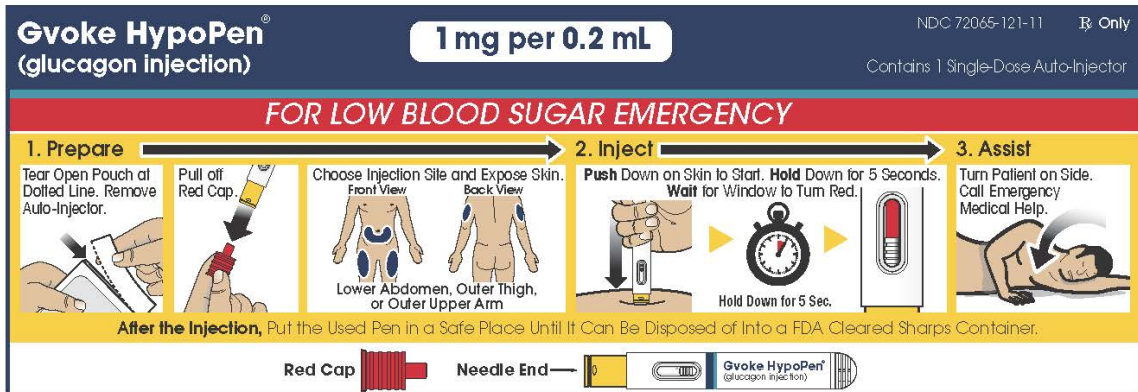 Gvoke HypoPen®
(glucagon injection)
1 mg per 0.2 mL
NDC 72065-121-11 ℞ Only
Contains 1 Single-Dose Auto-Injector
FOR LOW BLOOD SUGAR EMERGENCY
1. Prepare
Tear Open Pouch at
Dotted Line. Remove
Auto-Injector.
Pull off
Red Cap.
Choose Injection Site and Expose Skin.
Front View Back View
Lower Abdomen, Outer Thigh,
or Outer Upper Arm
2. Inject
Push Down on Skin to Start. Hold Down for 5 Seconds.
Wait for Window to Turn Red.
Hold Down for 5 Sec.
3. Assist
Turn Patient on Side.
Call Emergency
Medical Help.
After the Injection, Put the Used Pen in a Safe Place Until It Can Be Disposed of Into a FDA Cleared Sharps Container.
Red Cap
Needle End
Gvoke HypoPen®
(glucagon injection)